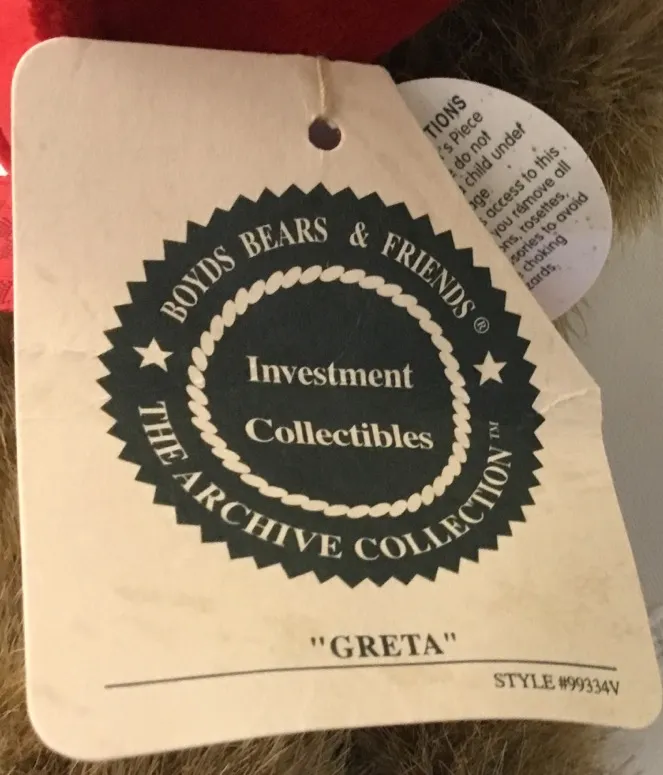 BOYDS BEARS & FRIENDS®
Investment
Collectibles
THE ARCHIVE COLLECTION™
"GRETA"
STYLE #99334V
Piece
do not
child under
access to this
you remove all
rosettes,
to avoid
choking